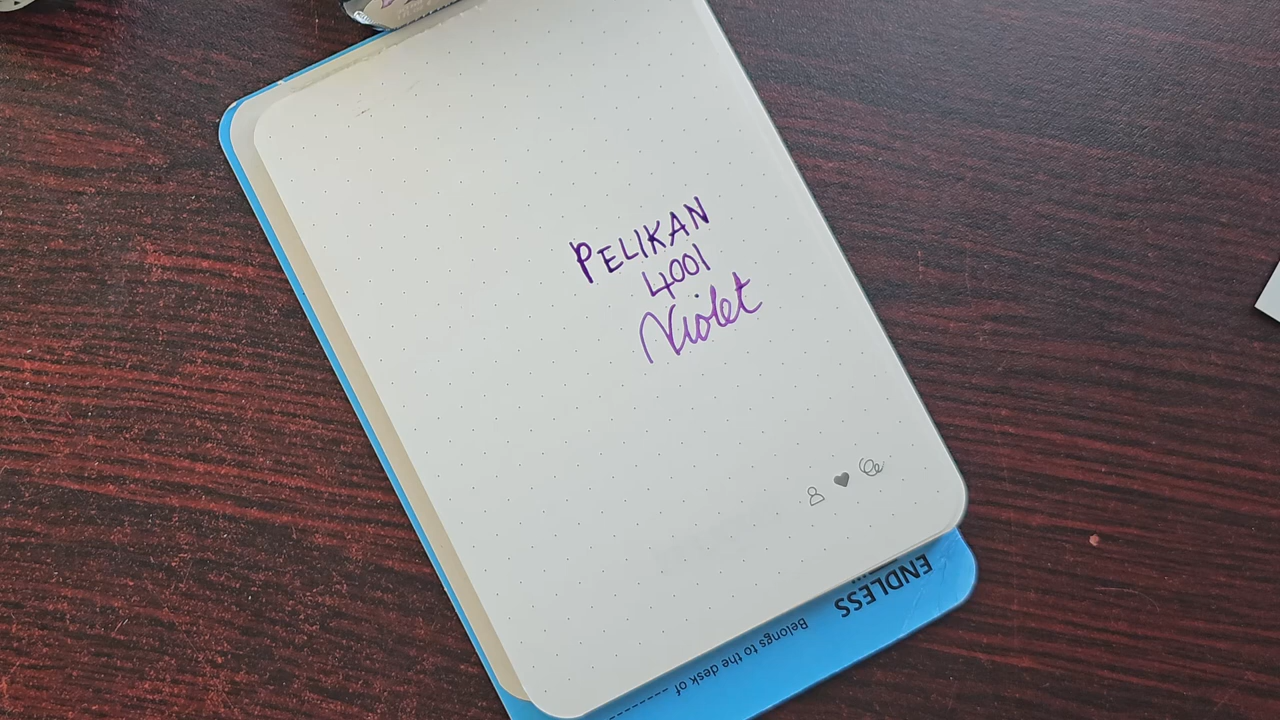 PELIKAN
4001
Violet
ENDLESS
Belongs to the desk of